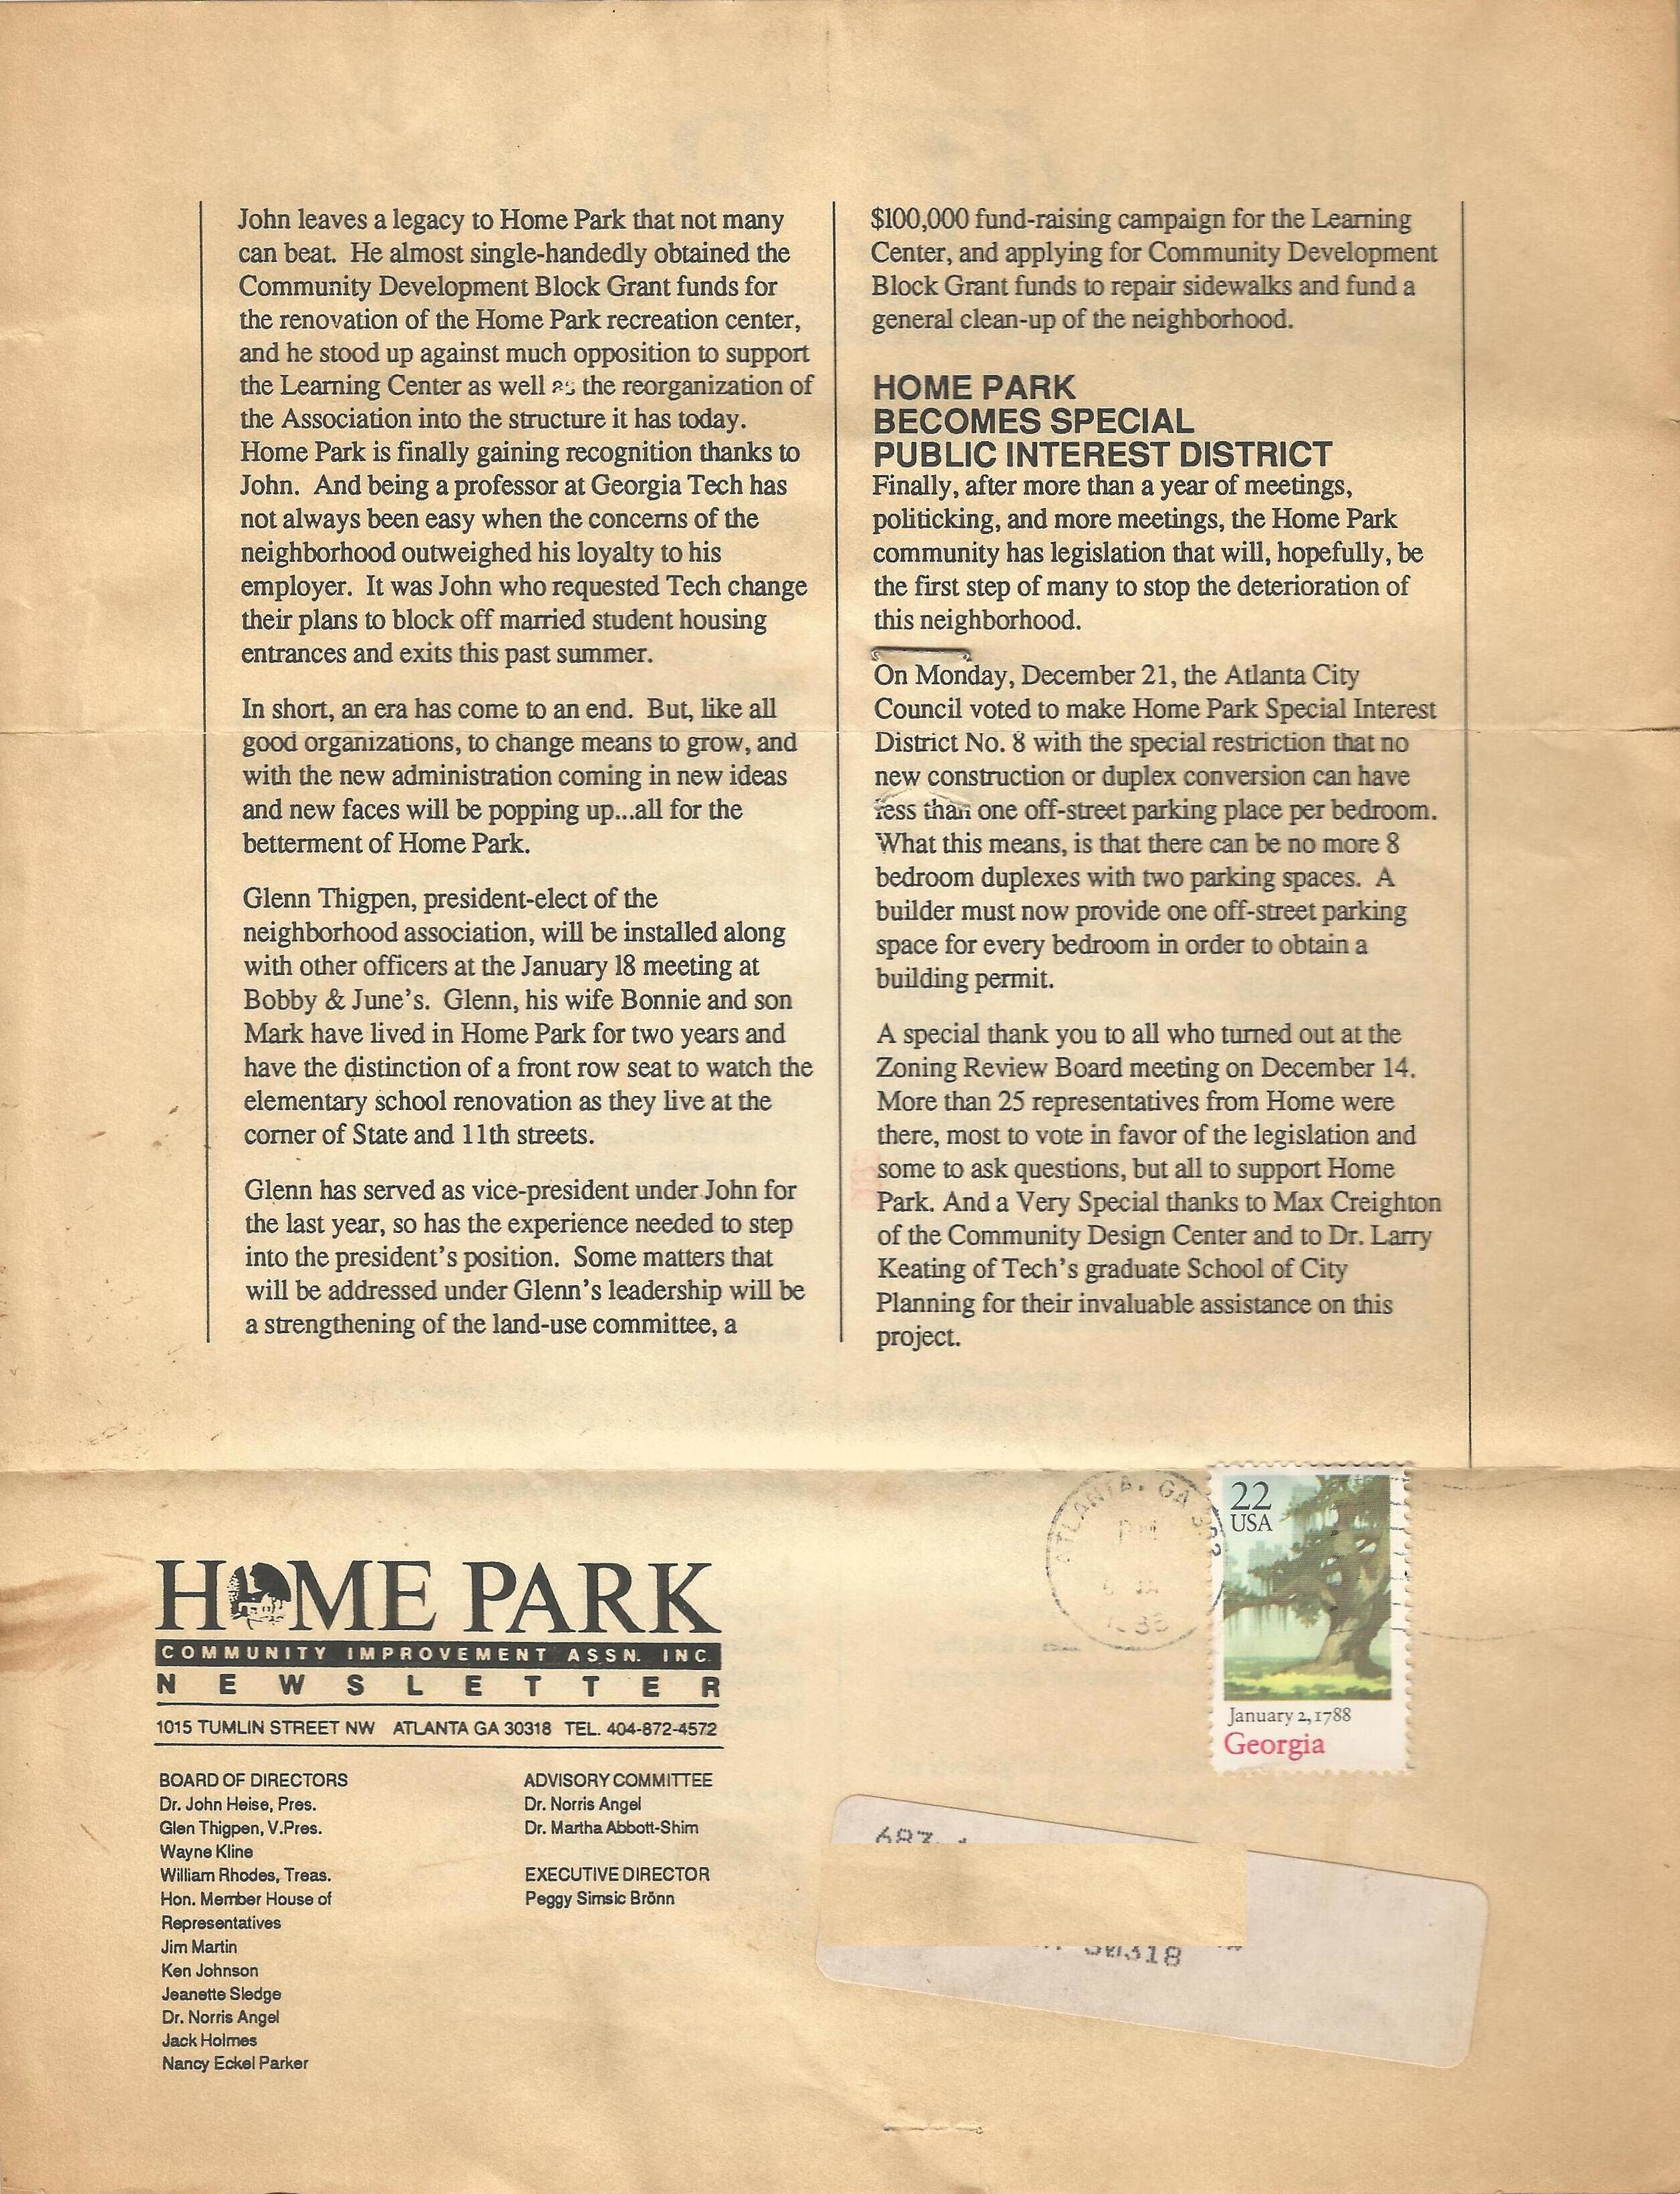 John leaves a legacy to Home Park that not many
can beat. He almost single-handedly obtained the
Community Development Block Grant funds for
the renovation of the Home Park recreation center,
and he stood up against much opposition to support
the Learning Center as well as the reorganization of
the Association into the structure it has today.
Home Park is finally gaining recognition thanks to
John. And being a professor at Georgia Tech has
not always been easy when the concerns of the
neighborhood outweighed his loyalty to his
employer. It was John who requested Tech change
their plans to block off married student housing
entrances and exits this past summer.
In short, an era has come to an end. But, like all
good organizations, to change means to grow, and
with the new administration coming in new ideas
and new faces will be popping up...all for the
betterment of Home Park.
Glenn Thigpen, president-elect of the
neighborhood association, will be installed along
with other officers at the January 18 meeting at
Bobby & June's. Glenn, his wife Bonnie and son
Mark have lived in Home Park for two years and
have the distinction of a front row seat to watch the
elementary school renovation as they live at the
corner of State and 11th streets.
Glenn has served as vice-president under John for
the last year, so has the experience needed to step
into the president's position. Some matters that
will be addressed under Glenn's leadership will be
a strengthening of the land-use committee, a
$100,000 fund-raising campaign for the Learning
Center, and applying for Community Development
Block Grant funds to repair sidewalks and fund a
general clean-up of the neighborhood.
HOME PARK
BECOMES SPECIAL
PUBLIC INTEREST DISTRICT
Finally, after more than a year of meetings,
politicking, and more meetings, the Home Park
community has legislation that will, hopefully, be
the first step of many to stop the deterioration of
this neighborhood.
On Monday, December 21, the Atlanta City
Council voted to make Home Park Special Interest
District No. 8 with the special restriction that no
new construction or duplex conversion can have
less than one off-street parking place per bedroom.
What this means, is that there can be no more 8
bedroom duplexes with two parking spaces. A
builder must now provide one off-street parking
space for every bedroom in order to obtain a
building permit.
A special thank you to all who turned out at the
Zoning Review Board meeting on December 14.
More than 25 representatives from Home were
there, most to vote in favor of the legislation and
some to ask questions, but all to support Home
Park. And a Very Special thanks to Max Creighton
of the Community Design Center and to Dr. Larry
Keating of Tech's graduate School of City
Planning for their invaluable assistance on this
project.
HOME PARK
COMMUNITY IMPROVEMENT ASSN. INC.
NEWSLETTER
1015 TUMLIN STREET NW ATLANTA GA 30318 TEL. 404-872-4572
BOARD OF DIRECTORS
Dr. John Heise, Pres.
Glen Thigpen, V.Pres.
Wayne Kline
William Rhodes, Treas.
Hon. Member House of
Representatives
Jim Martin
Ken Johnson
Jeanette Sledge
Dr. Norris Angel
Jack Holmes
Nancy Eckel Parker
ADVISORY COMMITTEE
Dr. Norris Angel
Dr. Martha Abbott-Shim
EXECUTIVE DIRECTOR
Peggy Simsic Brönn
ATLANTA, GA
PM
22
USA
January 2, 1788
Georgia
30318